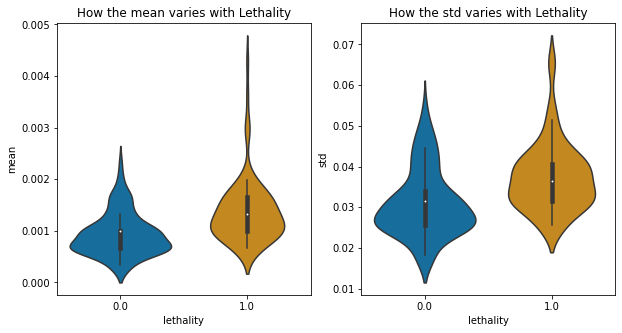 How the mean varies with Lethality
mean
0.005
0.004
0.003
0.002
0.001
0.000
0.0
1.0
lethality
How the std varies with Lethality
std
0.07
0.06
0.05
0.04
0.03
0.02
0.01
0.0
1.0
lethality